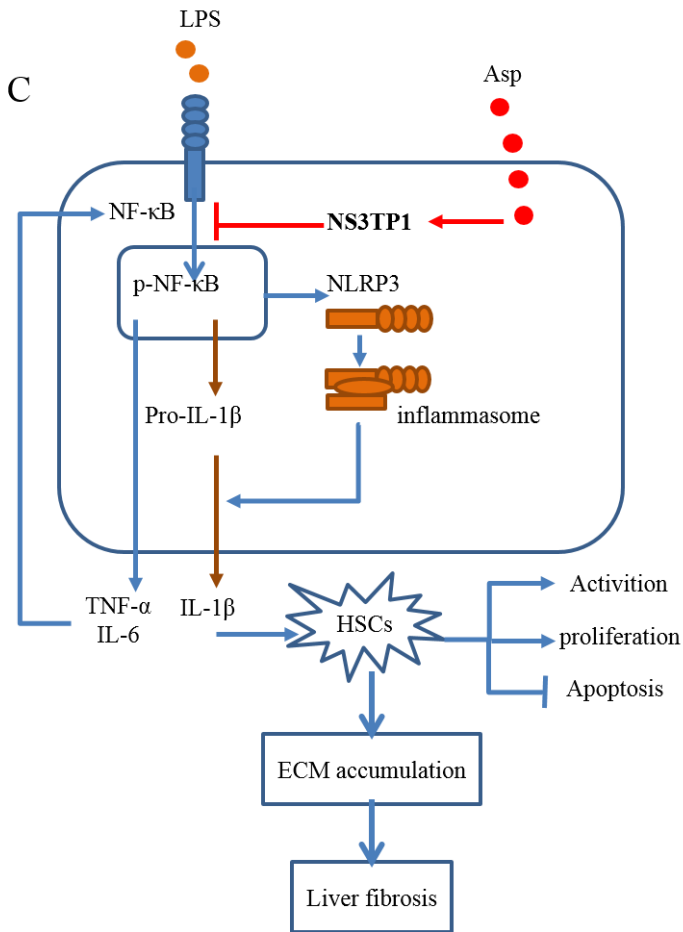 LPS
C
Asp
NF-κB
NS3TP1
p-NF-κB
NLRP3
Pro-IL-1β
inflammasome
TNF-α
IL-6
IL-1β
HSCs
Activition
proliferation
Apoptosis
ECM accumulation
Liver fibrosis